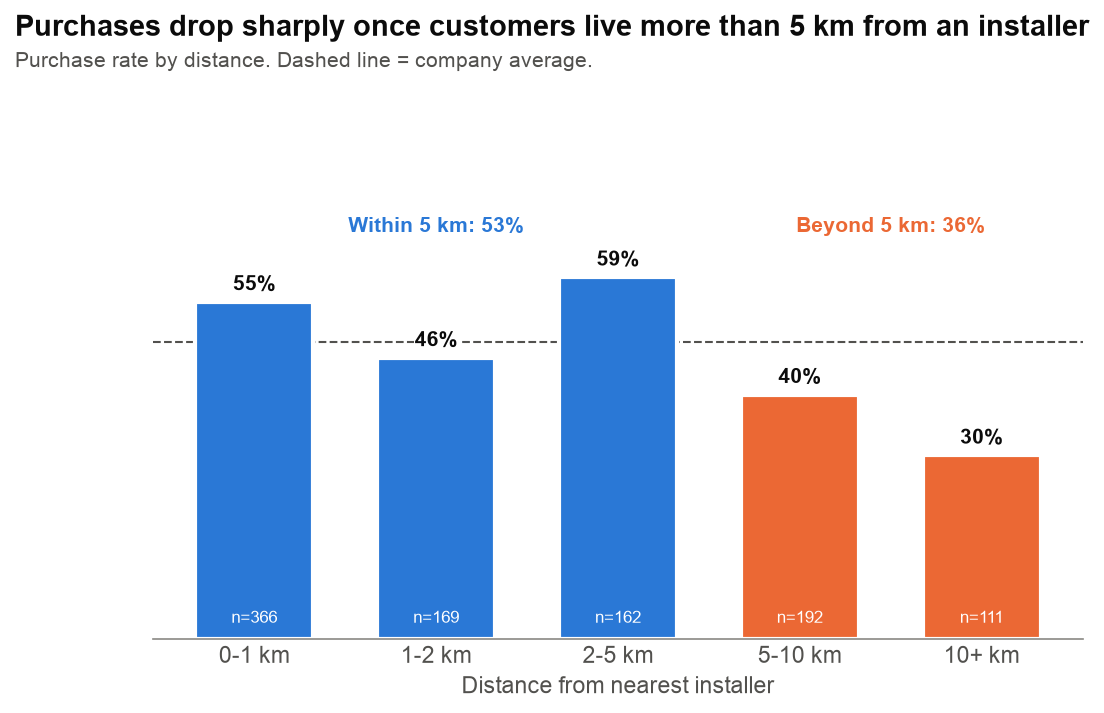 Purchases drop sharply once customers live more than 5 km from an installer
Purchase rate by distance. Dashed line = company average.
Within 5 km: 53%
Beyond 5 km: 36%
55%
46%
59%
40%
30%
n=366
n=169
n=162
n=192
n=111
0-1 km
1-2 km
2-5 km
5-10 km
10+ km
Distance from nearest installer